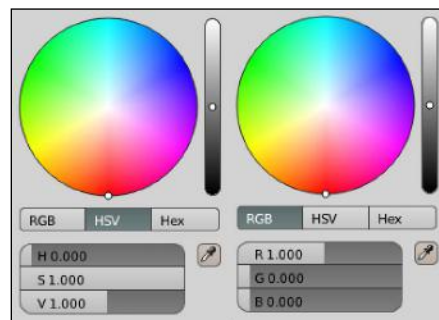 RGB HSV Hex
H 0.000
S 1.000
V 1.000
RGB HSV Hex
R 1.000
G 0.000
B 0.000